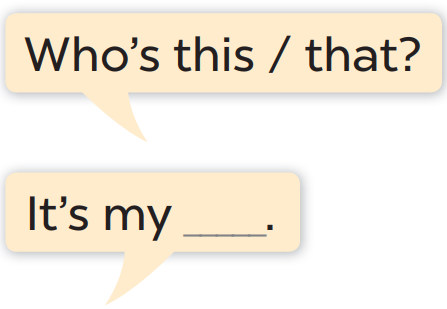 Who’s this / that?
It’s my ____.